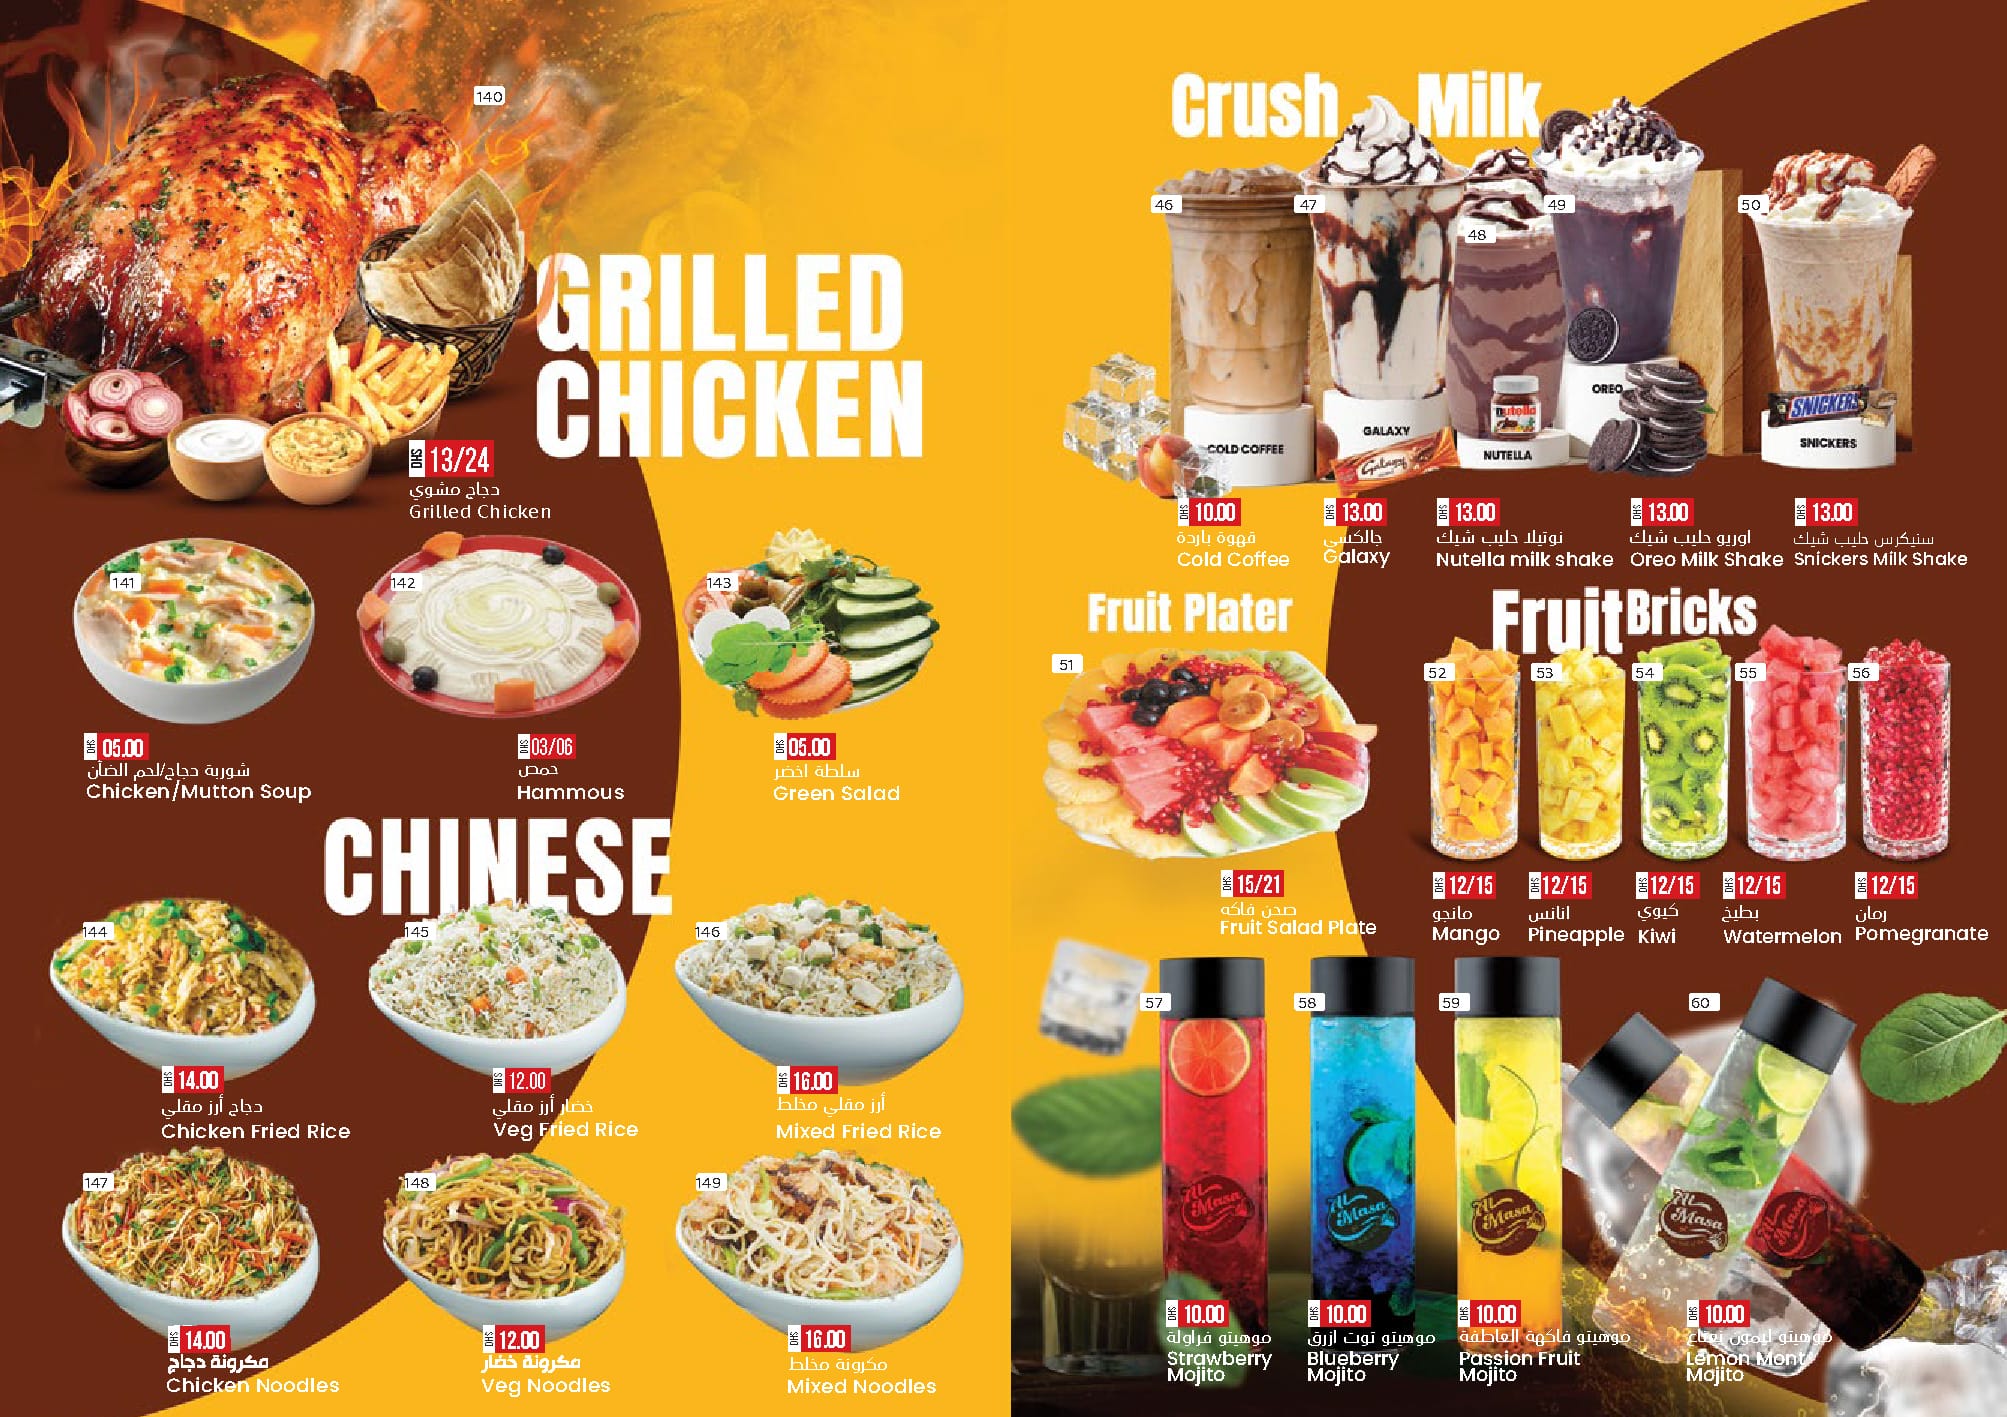 140
GRILLED
CHICKEN
DHS 13/24
دجاج مشوي
Grilled Chicken
141
DHS 05.00
شوربة دجاج/لحم الضأن
Chicken/Mutton Soup
142
DHS 03/06
حمص
Hammous
143
DHS 05.00
سلطة اخضر
Green Salad
CHINESE
144
DHS 14.00
دجاج أرز مقلي
Chicken Fried Rice
145
DHS 12.00
خضار أرز مقلي
Veg Fried Rice
146
DHS 16.00
أرز مقلي مخلط
Mixed Fried Rice
147
DHS 14.00
مكرونة دجاج
Chicken Noodles
148
DHS 12.00
مكرونة خضار
Veg Noodles
149
DHS 16.00
مكرونة مخلط
Mixed Noodles
Crush Milk
46
COLD COFFEE
DHS 10.00
قهوة باردة
Cold Coffee
47
GALAXY
Galaxy
DHS 13.00
جالكسي
Galaxy
48
nutella
NUTELLA
DHS 13.00
نوتيلا حليب شيك
Nutella milk shake
49
OREO
DHS 13.00
اوريو حليب شيك
Oreo Milk Shake
50
SNICKERS
SNICKERS
DHS 13.00
سنيكرس حليب شيك
Snickers Milk Shake
Fruit Plater
51
DHS 15/21
صحن فاكه
Fruit Salad Plate
Fruit Bricks
52
DHS 12/15
مانجو
Mango
53
DHS 12/15
انانس
Pineapple
54
DHS 12/15
كيوي
Kiwi
55
DHS 12/15
بطيخ
Watermelon
56
DHS 12/15
رمان
Pomegranate
57
Al Masa
DHS 10.00
موهيتو فراولة
Strawberry
Mojito
58
Al Masa
DHS 10.00
موهيتو توت ازرق
Blueberry
Mojito
59
Al Masa
DHS 10.00
موهيتو فاكهة العاطفة
Passion Fruit
Mojito
60
Al Masa
Al Masa
DHS 10.00
موهيتو ليمون نعناع
Lemon Mont
Mojito